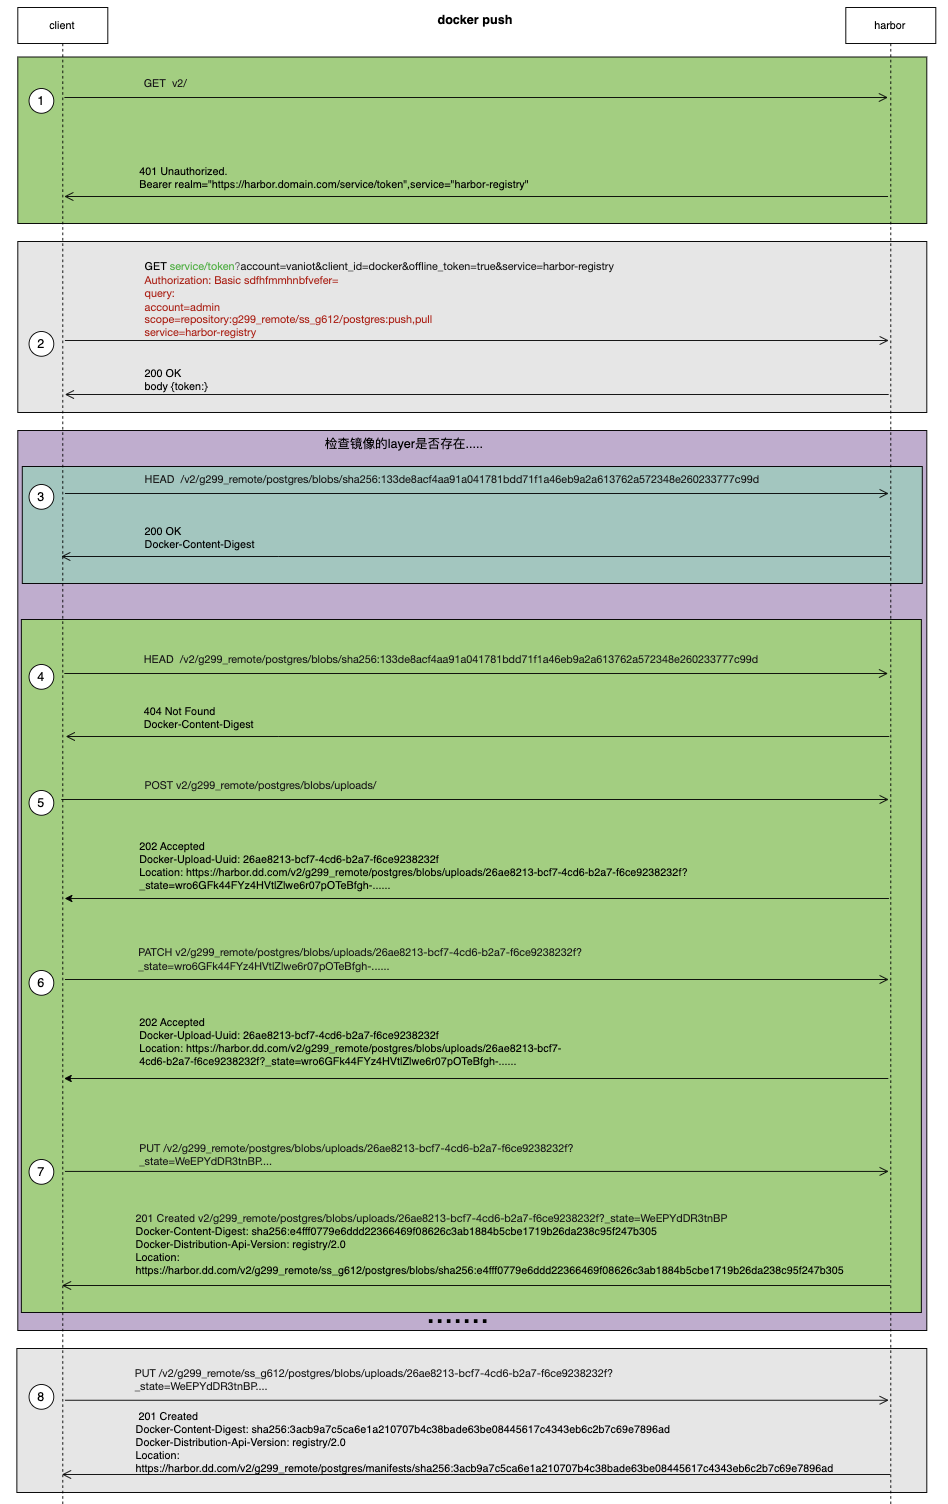 docker push
client
harbor
GET  v2/
1
401 Unauthorized.
Bearer realm="https://harbor.domain.com/service/token",service="harbor-registry"
GET service/token?account=vaniot&client_id=docker&offline_token=true&service=harbor-registry
Authorization: Basic sdfhfmmhnbfvefer=
query:
account=admin
scope=repository:g299_remote/ss_g612/postgres:push,pull
service=harbor-registry
2
200 OK
body {token:}
检查镜像的layer是否存在.....
HEAD  /v2/g299_remote/postgres/blobs/sha256:133de8acf4aa91a041781bdd71f1a46eb9a2a613762a572348e260233777c99d
3
200 OK
Docker-Content-Digest
HEAD  /v2/g299_remote/postgres/blobs/sha256:133de8acf4aa91a041781bdd71f1a46eb9a2a613762a572348e260233777c99d
4
404 Not Found
Docker-Content-Digest
POST v2/g299_remote/postgres/blobs/uploads/
5
202 Accepted
Docker-Upload-Uuid: 26ae8213-bcf7-4cd6-b2a7-f6ce9238232f
Location: https://harbor.dd.com/v2/g299_remote/postgres/blobs/uploads/26ae8213-bcf7-4cd6-b2a7-f6ce9238232f?
_state=wro6GFk44FYz4HVtlZlwe6r07pOTeBfgh-......
PATCH v2/g299_remote/postgres/blobs/uploads/26ae8213-bcf7-4cd6-b2a7-f6ce9238232f?
_state=wro6GFk44FYz4HVtlZlwe6r07pOTeBfgh-......
6
202 Accepted
Docker-Upload-Uuid: 26ae8213-bcf7-4cd6-b2a7-f6ce9238232f
Location: https://harbor.dd.com/v2/g299_remote/postgres/blobs/uploads/26ae8213-bcf7-
4cd6-b2a7-f6ce9238232f?_state=wro6GFk44FYz4HVtlZlwe6r07pOTeBfgh-......
PUT /v2/g299_remote/postgres/blobs/uploads/26ae8213-bcf7-4cd6-b2a7-f6ce9238232f?
_state=WeEPYdDR3tnBP....
7
201 Created v2/g299_remote/postgres/blobs/uploads/26ae8213-bcf7-4cd6-b2a7-f6ce9238232f?_state=WeEPYdDR3tnBP
Docker-Content-Digest: sha256:e4fff0779e6ddd22366469f08626c3ab1884b5cbe1719b26da238c95f247b305
Docker-Distribution-Api-Version: registry/2.0
Location:
https://harbor.dd.com/v2/g299_remote/ss_g612/postgres/blobs/sha256:e4fff0779e6ddd22366469f08626c3ab1884b5cbe1719b26da238c95f247b305
.......
PUT /v2/g299_remote/ss_g612/postgres/blobs/uploads/26ae8213-bcf7-4cd6-b2a7-f6ce9238232f?
_state=WeEPYdDR3tnBP....
8
201 Created
Docker-Content-Digest: sha256:3acb9a7c5ca6e1a210707b4c38bade63be08445617c4343eb6c2b7c69e7896ad
Docker-Distribution-Api-Version: registry/2.0
Location:
https://harbor.dd.com/v2/g299_remote/postgres/manifests/sha256:3acb9a7c5ca6e1a210707b4c38bade63be08445617c4343eb6c2b7c69e7896ad